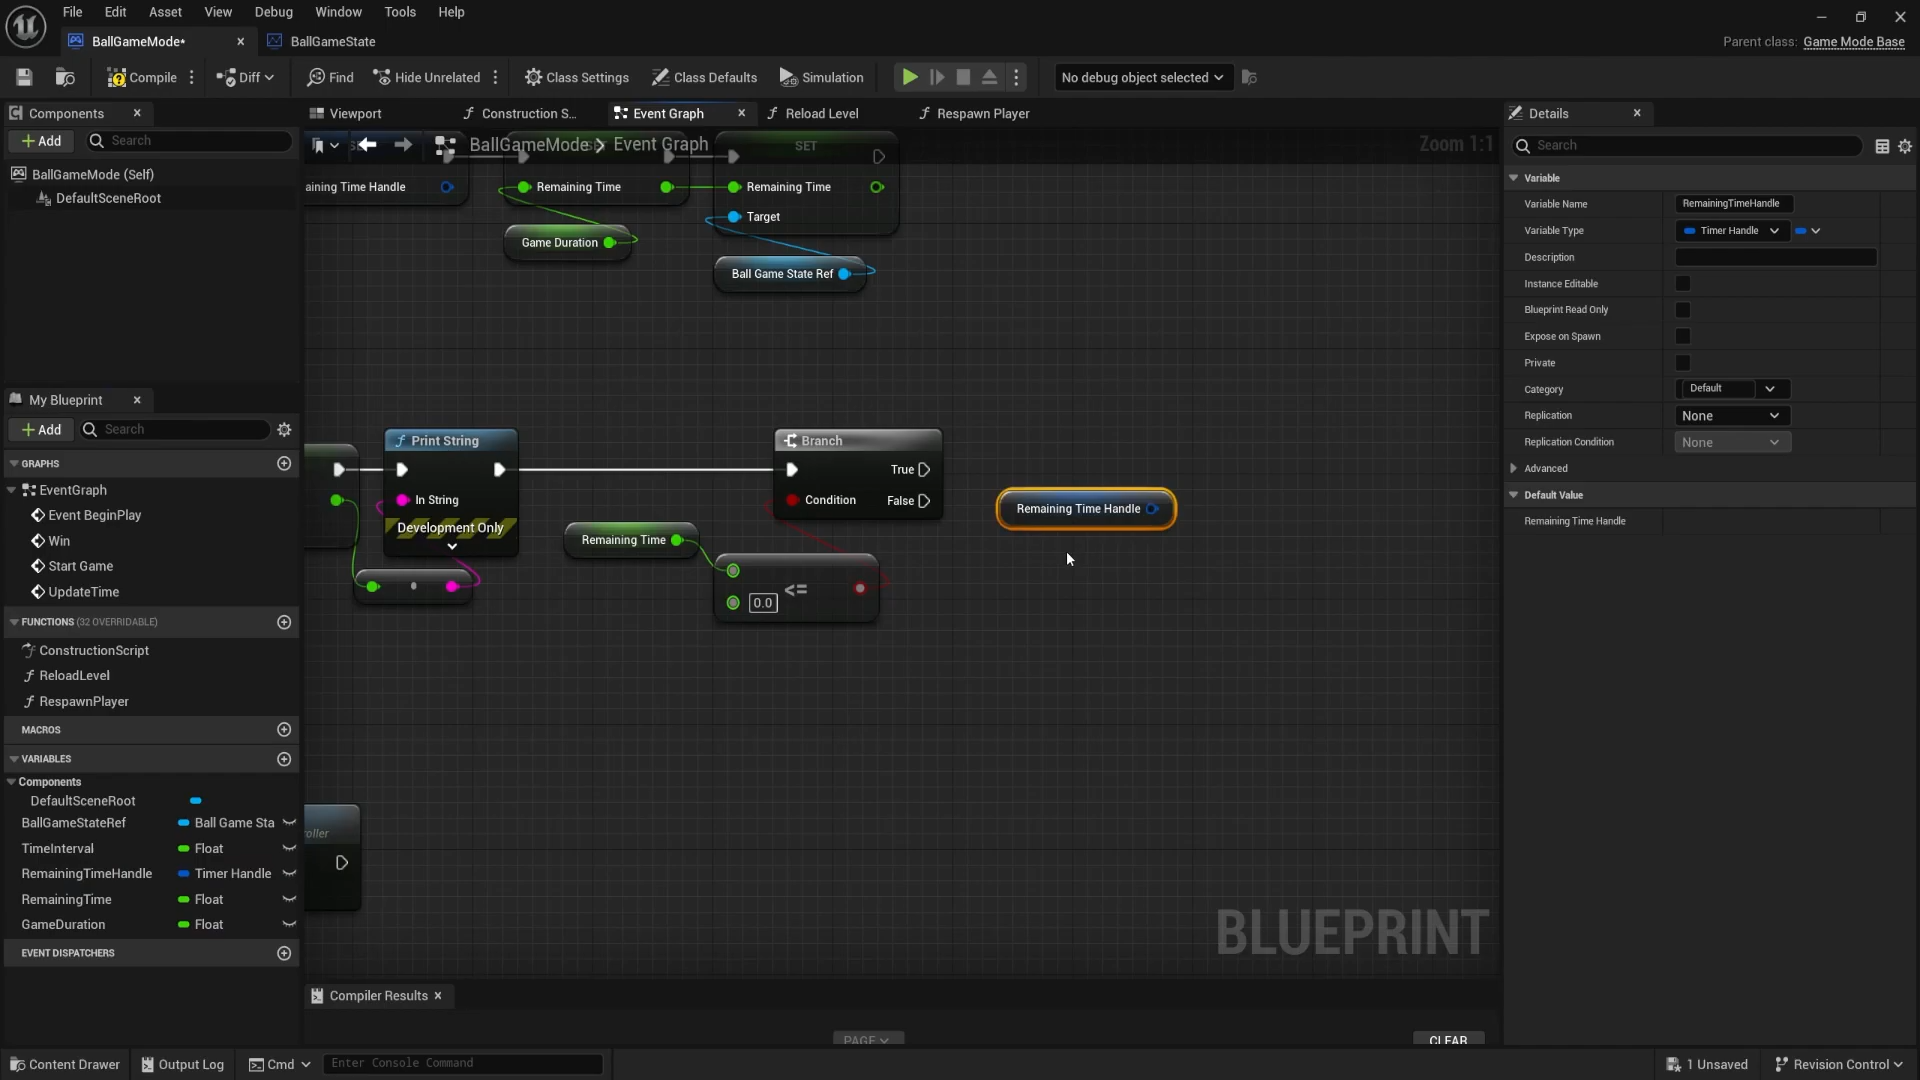 File Edit Asset View Debug Window Tools Help
BallGameMode*
BallGameState
Parent class: Game Mode Base
Compile
Diff
Find
Hide Unrelated
Class Settings
Class Defaults
Simulation
No debug object selected
Components
Add
Search
BallGameMode (Self)
DefaultSceneRoot
Viewport
Construction S...
Event Graph
Reload Level
Respawn Player
BallGameMode > Event Graph
Zoom 1:1
SET
aining Time Handle
Remaining Time
Remaining Time
Target
Game Duration
Ball Game State Ref
Print String
In String
Development Only
Branch
True
Condition
False
Remaining Time
0.0
<=
Remaining Time Handle
roller
BLUEPRINT
My Blueprint
Add
Search
GRAPHS
EventGraph
Event BeginPlay
Win
Start Game
UpdateTime
FUNCTIONS (32 OVERRIDABLE)
ConstructionScript
ReloadLevel
RespawnPlayer
MACROS
VARIABLES
Components
DefaultSceneRoot
BallGameStateRef Ball Game Sta
TimeInterval Float
RemainingTimeHandle Timer Handle
RemainingTime Float
GameDuration Float
EVENT DISPATCHERS
Details
Search
Variable
Variable Name RemainingTimeHandle
Variable Type Timer Handle
Description
Instance Editable
Blueprint Read Only
Expose on Spawn
Private
Category Default
Replication None
Replication Condition None
Advanced
Default Value
Remaining Time Handle
Compiler Results
PAGE
CLEAR
Content Drawer
Output Log
Cmd
Enter Console Command
1 Unsaved
Revision Control